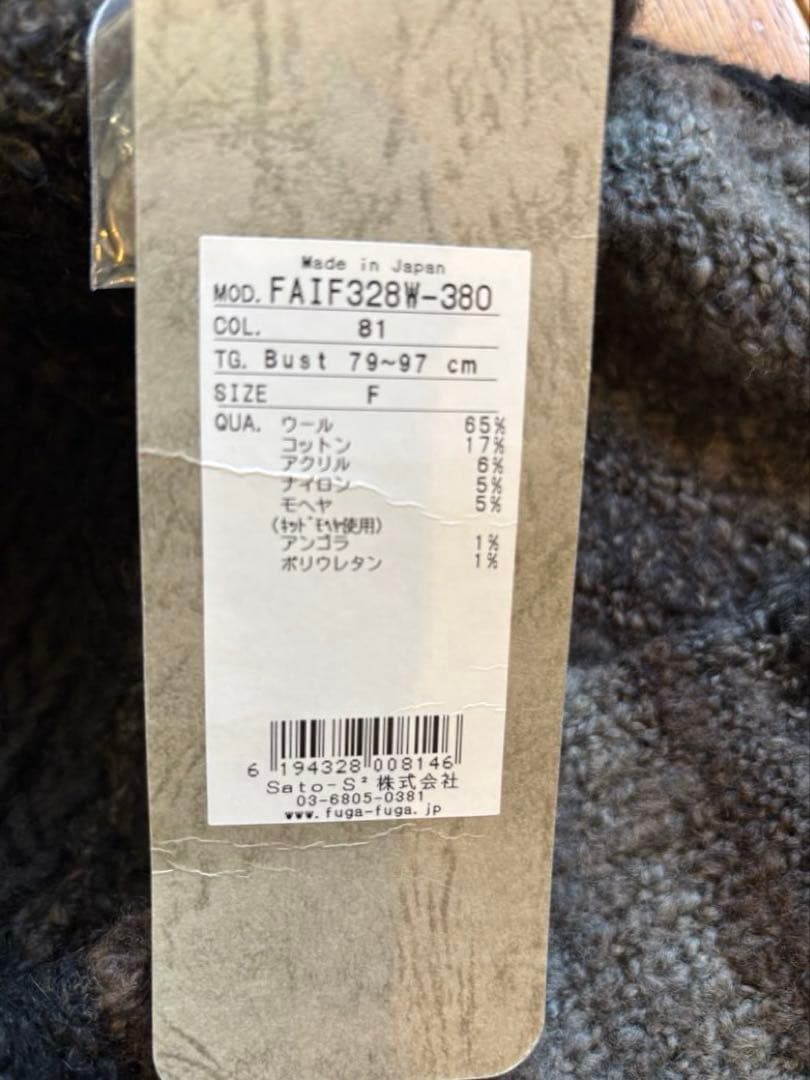 Made in Japan
MOD. FAIF328W-380
COL. 81
TG. Bust 79~97 cm
SIZE F
QUA. ウール 65%
コットン 17%
アクリル 6%
ナイロン 5%
モヘヤ 5%
(ｷｯﾄﾞﾓﾍﾔ使用)
アンゴラ 1%
ポリウレタン 1%
6 194328 008146
Sato-S² 株式会社
03-6805-0381
www.fuga-fuga.jp